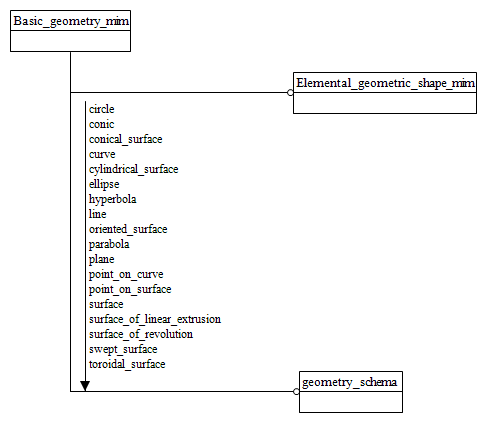 Basic_geometry_mim
Elemental_geometric_shape_mim
circle
conic
conical_surface
curve
cylindrical_surface
ellipse
hyperbola
line
oriented_surface
parabola
plane
point_on_curve
point_on_surface
surface
surface_of_linear_extrusion
surface_of_revolution
swept_surface
toroidal_surface
geometry_schema